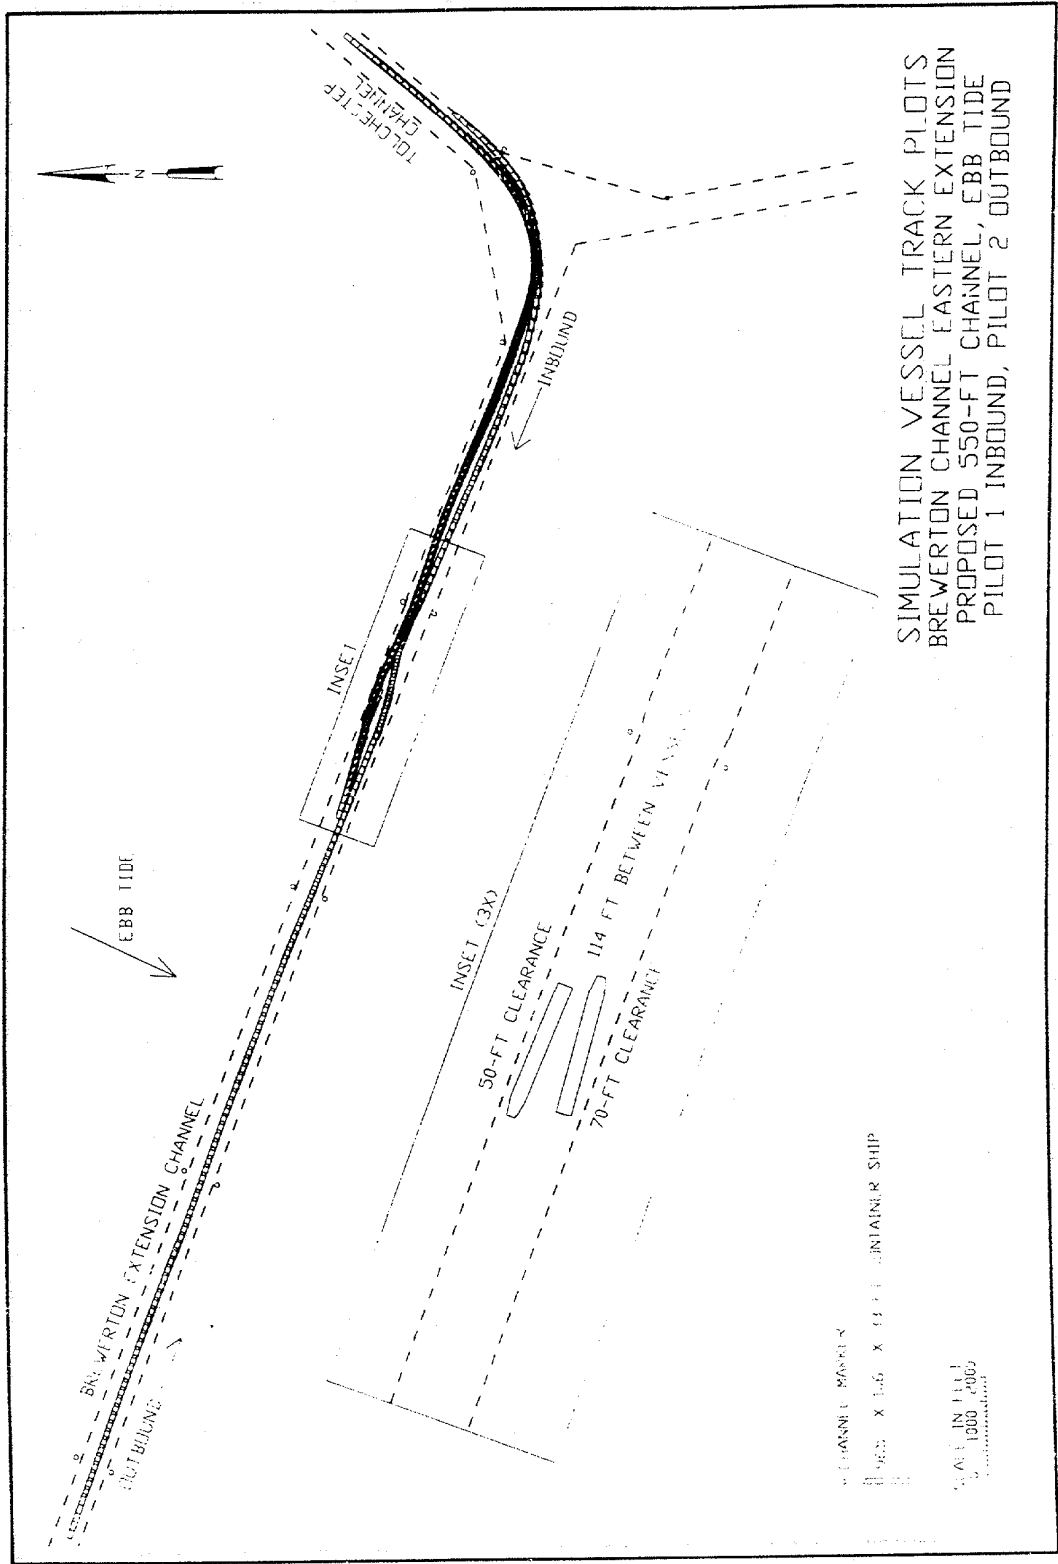 TOLCHESTER
CHANNEL
N
INBOUND
INSET
EBB TIDE
BREWERTON EXTENSION CHANNEL
OUTBOUND
INSET (3X)
50-FT CLEARANCE
114 FT BETWEEN
70-FT CLEARANCE
CHANNEL MARKER
SHIP
IN
1000 2000
SIMULATION VESSEL TRACK PLOTS
BREWERTON CHANNEL EASTERN EXTENSION
PROPOSED 550-FT CHANNEL, EBB TIDE
PILOT 1 INBOUND, PILOT 2 OUTBOUND